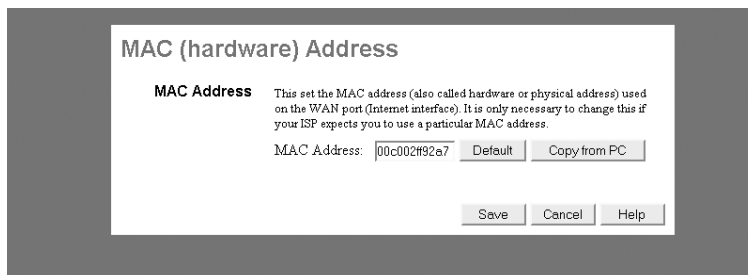 MAC (hardware) Address
MAC Address
This set the MAC address (also called hardware or physical address) used
on the WAN port (Internet interface). It is only necessary to change this if
your ISP expects you to use a particular MAC address.
MAC Address: 00c002ff92a7 Default Copy from PC
Save Cancel Help